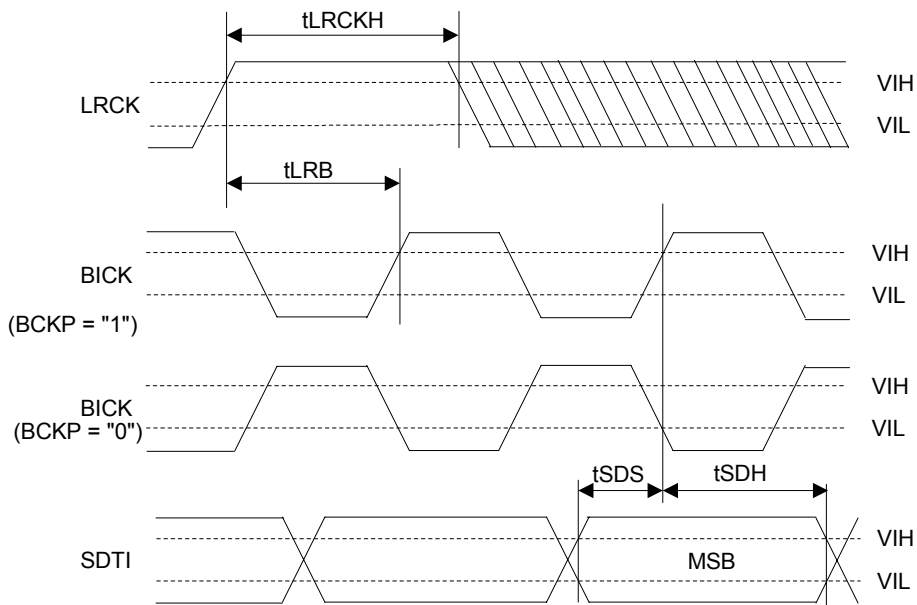 tLRCKH
LRCK
VIH
VIL
tLRB
BICK
(BCKP = "1")
VIH
VIL
BICK
(BCKP = "0")
VIH
VIL
tSDS
tSDH
SDTI
MSB
VIH
VIL